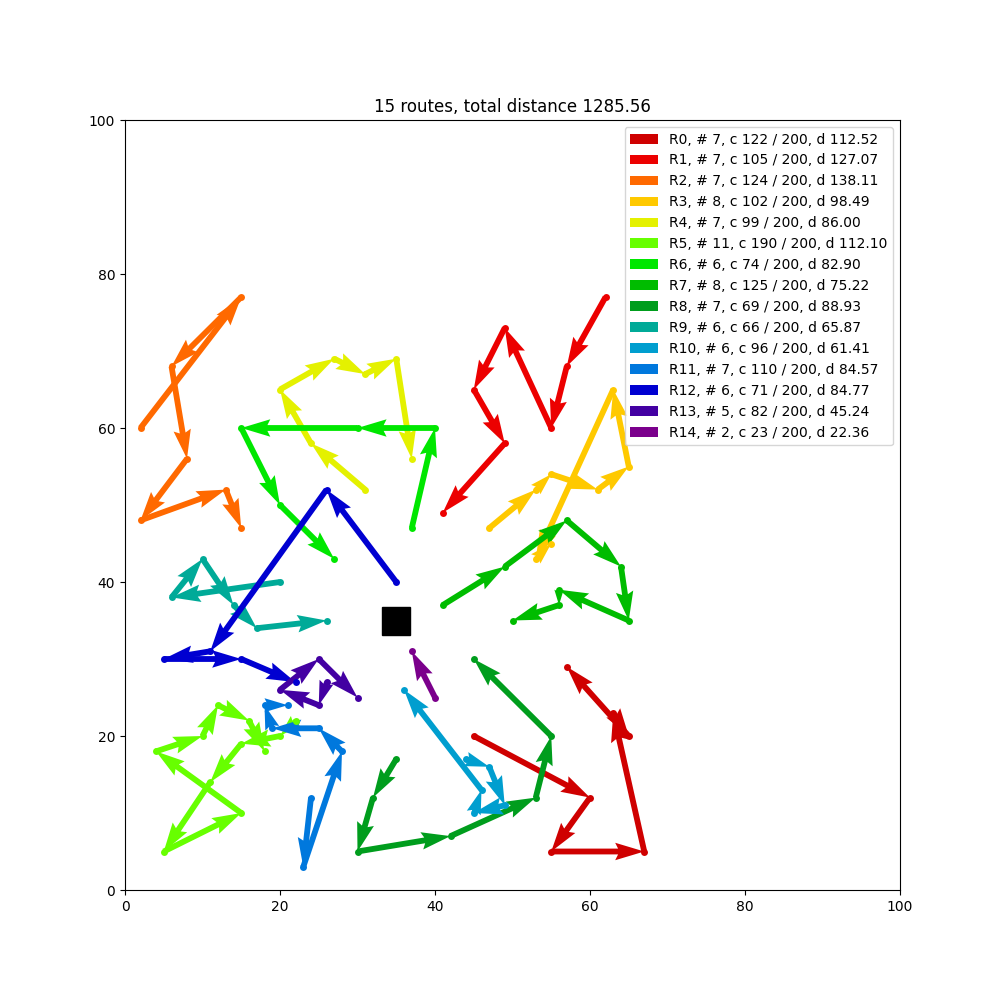 15 routes, total distance 1285.56
R0, # 7, c 122 / 200, d 112.52
R1, # 7, c 105 / 200, d 127.07
R2, # 7, c 124 / 200, d 138.11
R3, # 8, c 102 / 200, d 98.49
R4, # 7, c 99 / 200, d 86.00
R5, # 11, c 190 / 200, d 112.10
R6, # 6, c 74 / 200, d 82.90
R7, # 8, c 125 / 200, d 75.22
R8, # 7, c 69 / 200, d 88.93
R9, # 6, c 66 / 200, d 65.87
R10, # 6, c 96 / 200, d 61.41
R11, # 7, c 110 / 200, d 84.57
R12, # 6, c 71 / 200, d 84.77
R13, # 5, c 82 / 200, d 45.24
R14, # 2, c 23 / 200, d 22.36
100
80
60
40
20
0
0 20 40 60 80 100